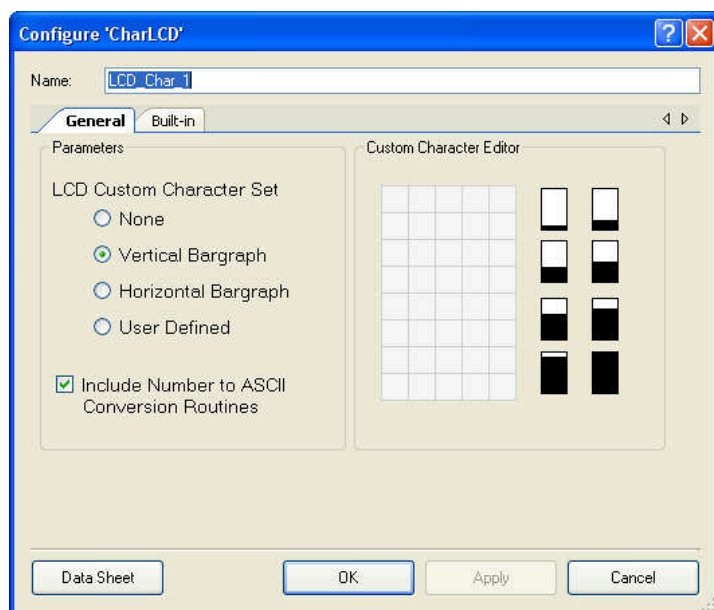 Configure 'CharLCD'
Name: LCD_Char_1
General Built-in
Parameters
LCD Custom Character Set
None
Vertical Bargraph
Horizontal Bargraph
User Defined
Include Number to ASCII
Conversion Routines
Custom Character Editor
Data Sheet OK Apply Cancel